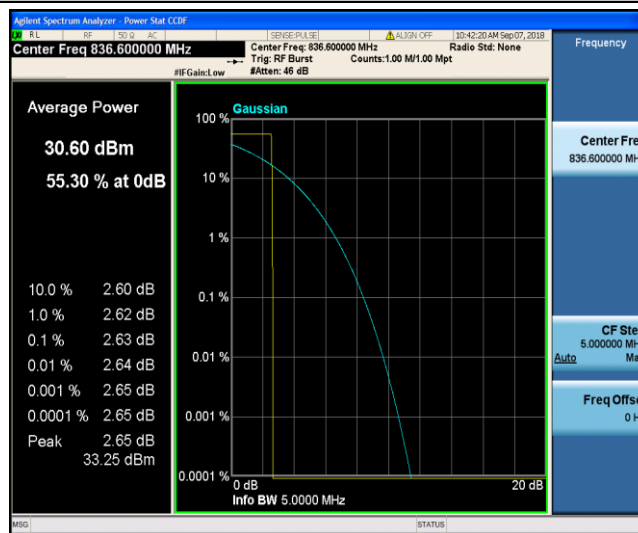 Agilent Spectrum Analyzer - Power Stat CCDF
RL RF 50 Ω AC SENSE:PULSE ALIGN OFF 10:42:20 AM Sep 07, 2018
Center Freq 836.600000 MHz
Center Freq: 836.600000 MHz Radio Std: None
Trig: RF Burst Counts:1.00 M/1.00 Mpt
#IFGain:Low #Atten: 46 dB
Frequency
Average Power
30.60 dBm
55.30 % at 0dB
10.0 % 2.60 dB
1.0 % 2.62 dB
0.1 % 2.63 dB
0.01 % 2.64 dB
0.001 % 2.65 dB
0.0001 % 2.65 dB
Peak 2.65 dB
33.25 dBm
Gaussian
100 %
10 %
1 %
0.1 %
0.01 %
0.001 %
0.0001 %
0 dB 20 dB
Info BW 5.0000 MHz
Center Fre
836.600000 MH
CF Ste
5.000000 MH
Auto Ma
Freq Offse
0 H
MSG STATUS